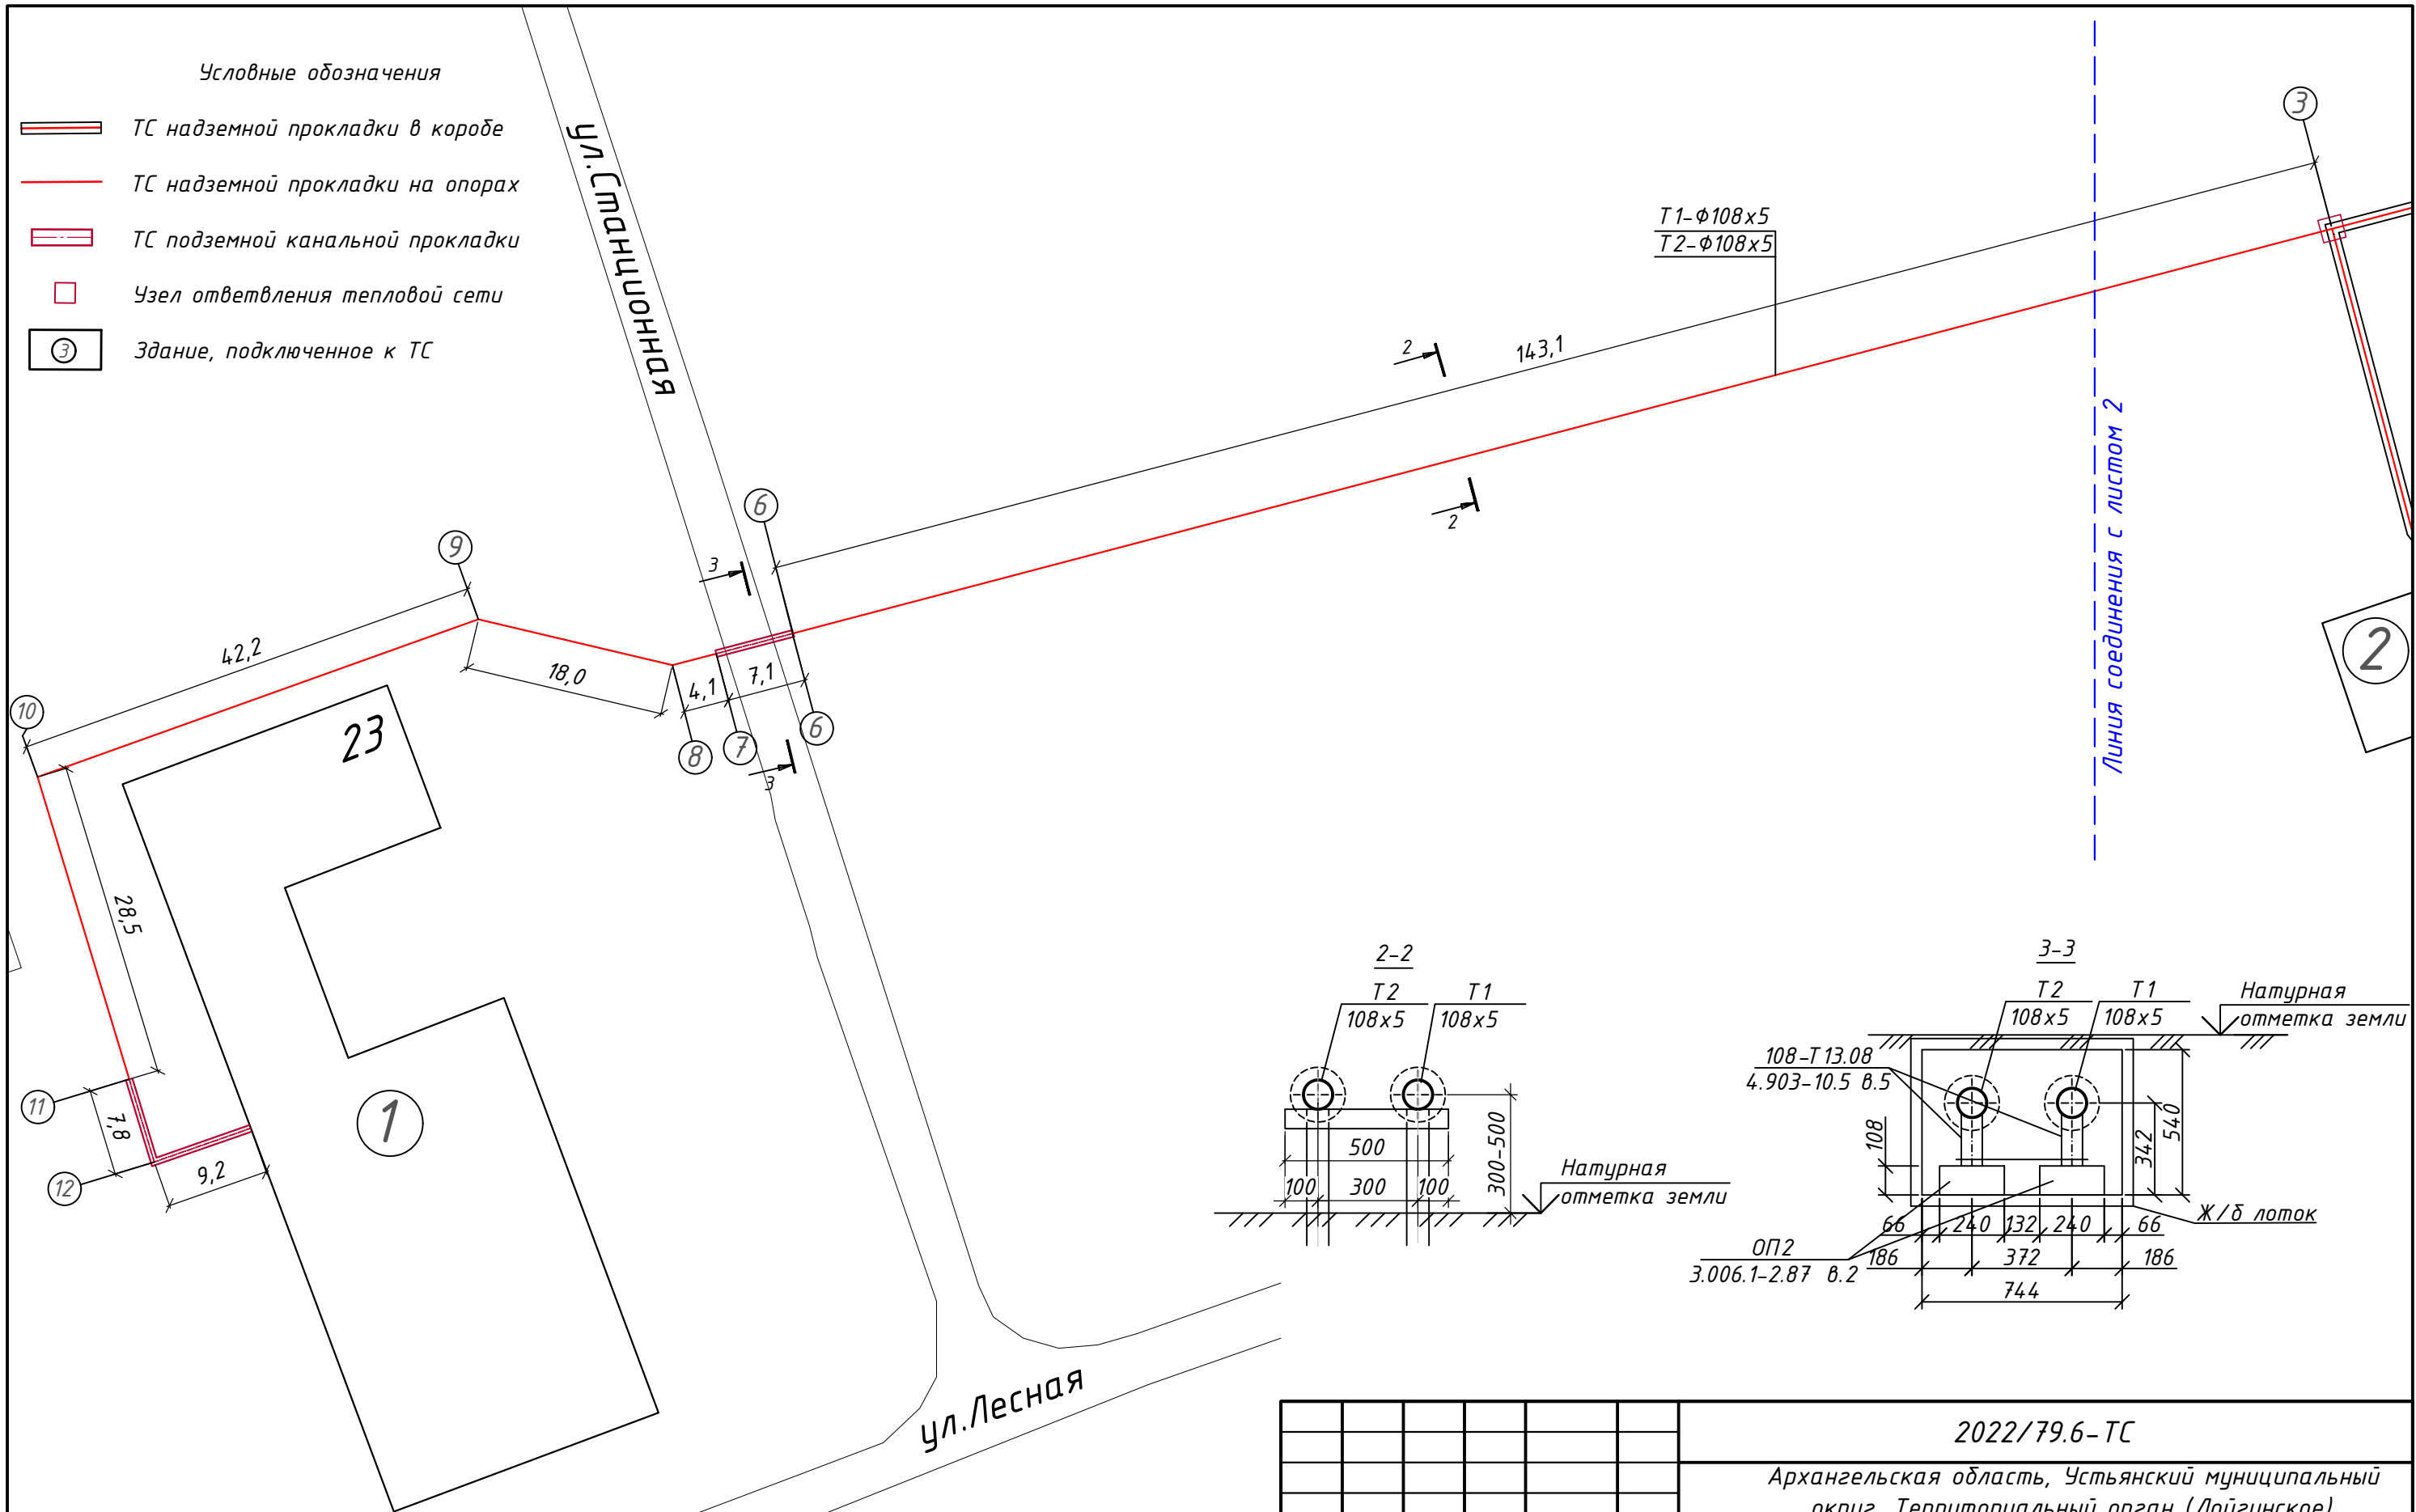 Условные обозначения
ТС надземной прокладки в коробе
ТС надземной прокладки на опорах
ТС подземной канальной прокладки
Узел ответвления тепловой сети
3
Здание, подключенное к ТС
ул.Станционная
3
Т1-Ф108х5
Т2-Ф108х5
2
143,1
2
Линия соединения с листом 2
2
6
3
9
42,2
18,0
4,1
7,1
10
8
7
6
3
23
28,5
11
7,8
12
9,2
1
ул.Лесная
2-2
Т2
108х5
Т1
108х5
500
100
300
100
300-500
Натурная
отметка земли
3-3
Т2
108х5
Т1
108х5
Натурная
отметка земли
108-Т13.08
4.903-10.5 в.5
108
342
540
66
240
132
240
66
Ж/б лоток
ОП2
3.006.1-2.87 в.2
186
372
186
744
2022/79.6-ТС
Архангельская область, Устьянский муниципальный
округ, Территориальный орган (Лойгинское)